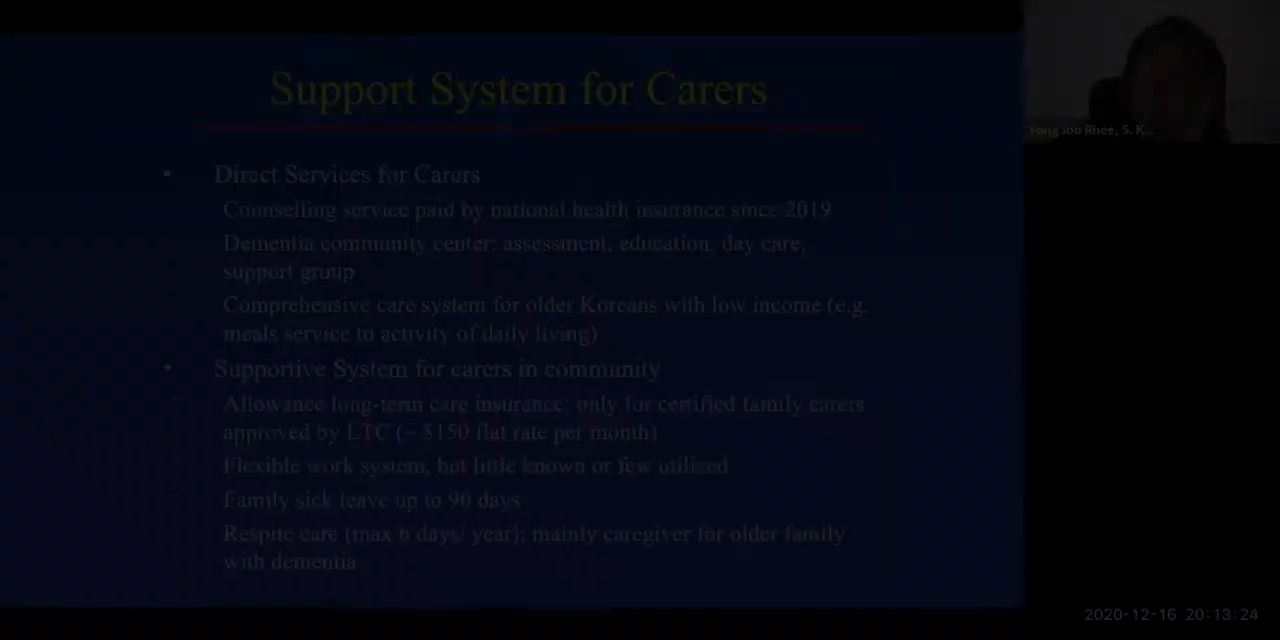 Support System for Carers
• Direct Services for Carers
– Counselling service paid by national health insurance since 2019
– Dementia community center: assessment, education, day care,
support group
– Comprehensive care system for older Koreans with low income (e.g.
meals service to activity of daily living)
• Supportive System for carers in community
– Allowance long-term care insurance; only for certified family carers
approved by LTC (~ $150 flat rate per month)
– Flexible work system, but little known or few utilised
– Family sick leave up to 90 days
– Respite care (max 6 days/ year); mainly caregiver for older family
with dementia
Yong Joo Rhee, S. K...
2020-12-16 20:13:24